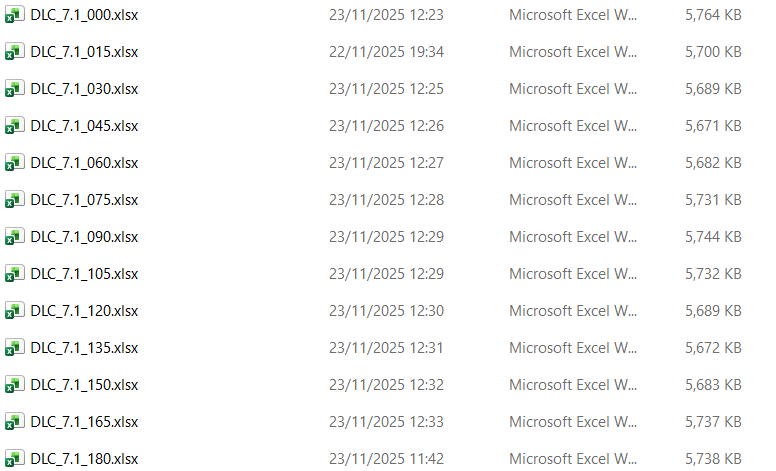 DLC_7.1_000.xlsx 23/11/2025 12:23 Microsoft Excel W... 5,764 KB
DLC_7.1_015.xlsx 22/11/2025 19:34 Microsoft Excel W... 5,700 KB
DLC_7.1_030.xlsx 23/11/2025 12:25 Microsoft Excel W... 5,689 KB
DLC_7.1_045.xlsx 23/11/2025 12:26 Microsoft Excel W... 5,671 KB
DLC_7.1_060.xlsx 23/11/2025 12:27 Microsoft Excel W... 5,682 KB
DLC_7.1_075.xlsx 23/11/2025 12:28 Microsoft Excel W... 5,731 KB
DLC_7.1_090.xlsx 23/11/2025 12:29 Microsoft Excel W... 5,744 KB
DLC_7.1_105.xlsx 23/11/2025 12:29 Microsoft Excel W... 5,732 KB
DLC_7.1_120.xlsx 23/11/2025 12:30 Microsoft Excel W... 5,689 KB
DLC_7.1_135.xlsx 23/11/2025 12:31 Microsoft Excel W... 5,672 KB
DLC_7.1_150.xlsx 23/11/2025 12:32 Microsoft Excel W... 5,683 KB
DLC_7.1_165.xlsx 23/11/2025 12:33 Microsoft Excel W... 5,737 KB
DLC_7.1_180.xlsx 23/11/2025 11:42 Microsoft Excel W... 5,738 KB